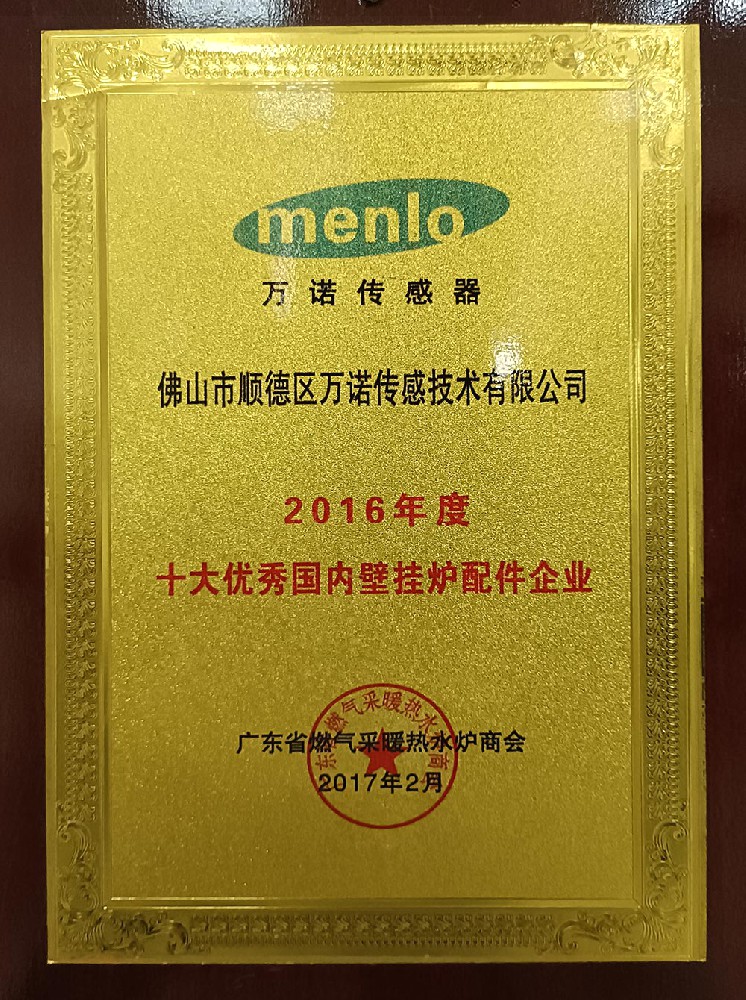 menlo
万诺传感器
佛山市顺德区万诺传感技术有限公司
2016年度
十大优秀国内壁挂炉配件企业
广东省燃气采暖热水炉商会
2017年2月